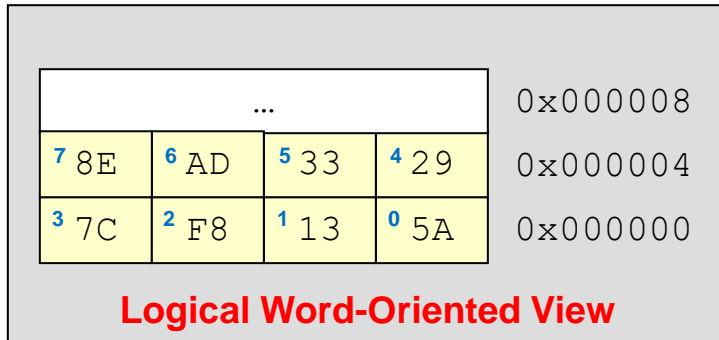 … 0x000008
7 8E 6 AD 5 33 4 29 0x000004
3 7C 2 F8 1 13 0 5A 0x000000
Logical Word-Oriented View